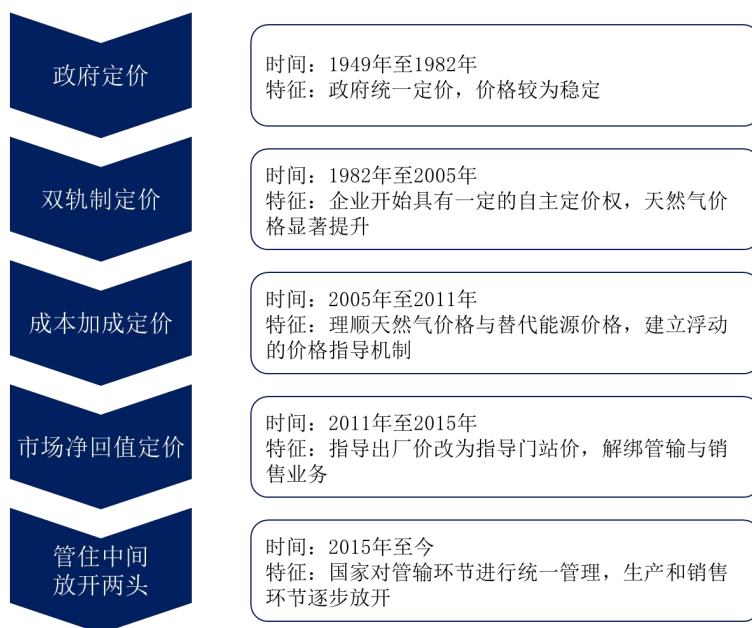 政府定价
时间：1949年至1982年
特征：政府统一定价，价格较为稳定
双轨制定价
时间：1982年至2005年
特征：企业开始具有一定的自主定价权，天然气价
格显著提升
成本加成定价
时间：2005年至2011年
特征：理顺天然气价格与替代能源价格，建立浮动
的价格指导机制
市场净回值定价
时间：2011年至2015年
特征：指导出厂价改为指导门站价，解绑管输与销
售业务
管住中间
放开两头
时间：2015年至今
特征：国家对管输环节进行统一管理，生产和销售
环节逐步放开